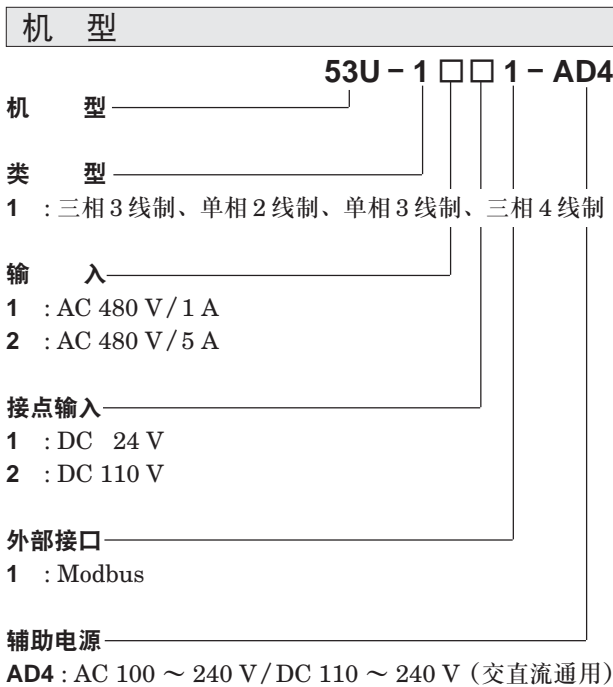 机 型
53U－1 □ □ 1－AD4
机 型
类 型
1 : 三相 3 线制、单相 2 线制、单相 3 线制、三相 4 线制
输 入
1 : AC 480 V/1 A
2 : AC 480 V/5 A
接点输入
1 : DC 24 V
2 : DC 110 V
外部接口
1 : Modbus
辅助电源
AD4 : AC 100 ～ 240 V/DC 110 ～ 240 V（交直流通用）